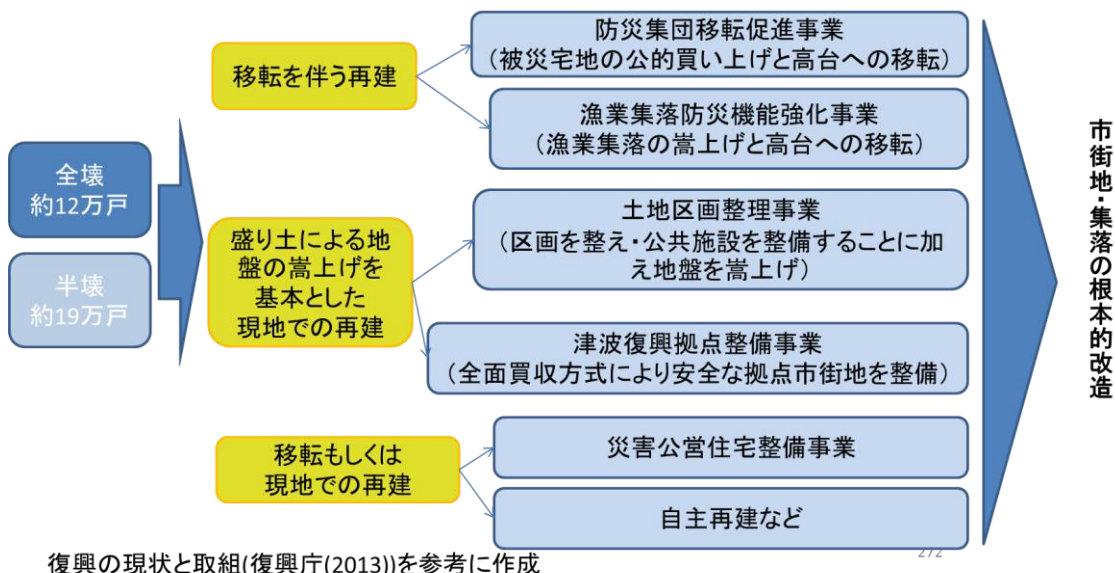 全壊
約12万戸
半壊
約19万戸
移転を伴う再建
防災集団移転促進事業
(被災宅地の公的買い上げと高台への移転)
漁業集落防災機能強化事業
(漁業集落の嵩上げと高台への移転)
盛り土による地
盤の嵩上げを
基本とした
現地での再建
土地区画整理事業
(区画を整え・公共施設を整備することに加
え地盤を嵩上げ)
津波復興拠点整備事業
(全面買収方式により安全な拠点市街地を整備)
移転もしくは
現地での再建
災害公営住宅整備事業
自主再建など
市街地・集落の根本的改造
復興の現状と取組(復興庁(2013))を参考に作成
272